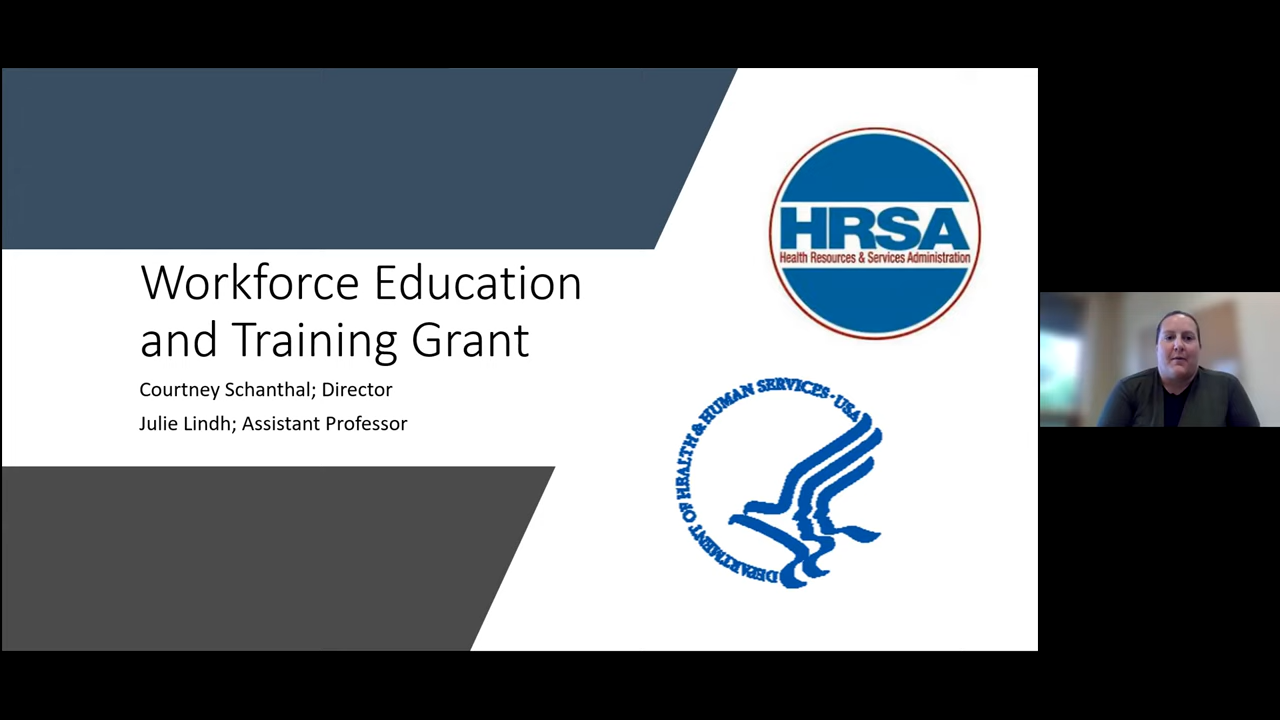 HRSA
Health Resources & Services Administration
Workforce Education
and Training Grant
Courtney Schanthal; Director
Julie Lindh; Assistant Professor
DEPARTMENT OF HEALTH & HUMAN SERVICES · USA